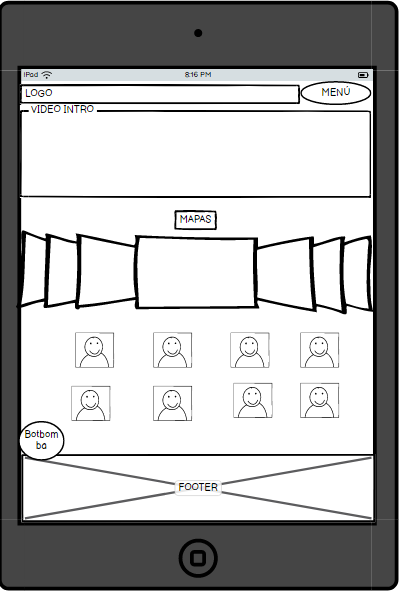 iPad
8:16 PM
LOGO
MENÚ
VIDEO INTRO
MAPAS
Botbom
ba
FOOTER